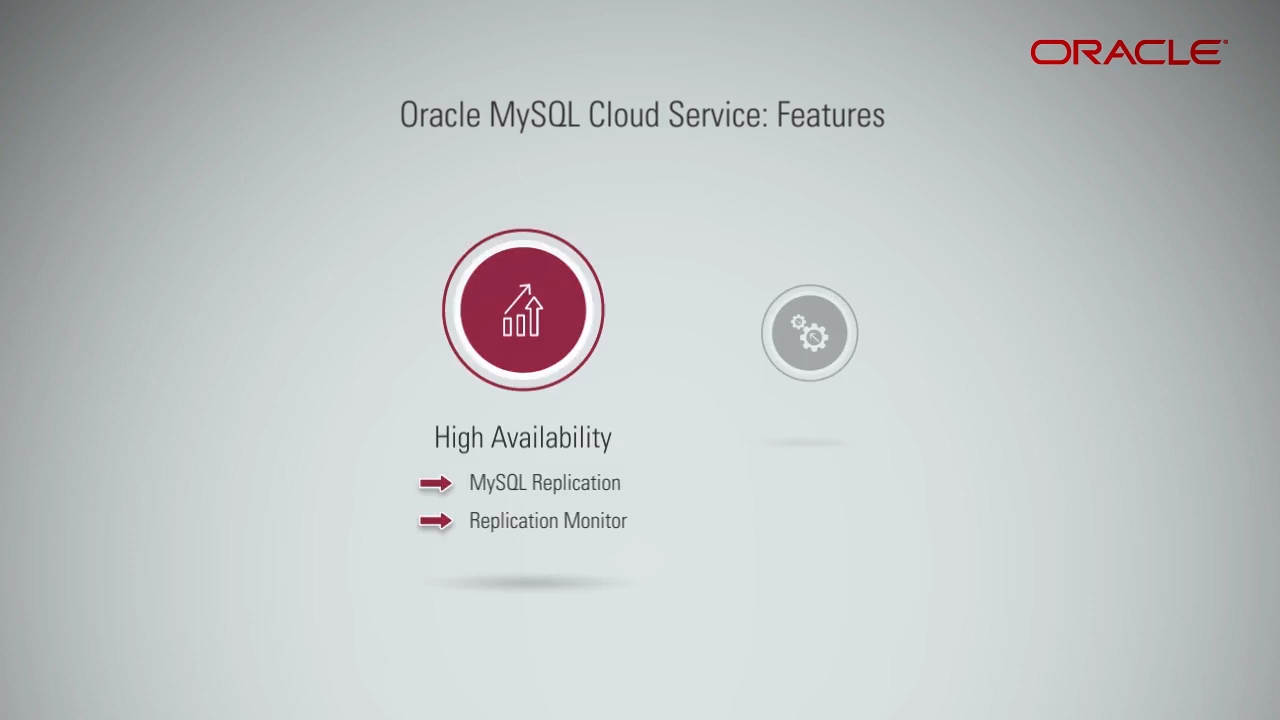 ORACLE
Oracle MySQL Cloud Service: Features
High Availability
MySQL Replication
Replication Monitor